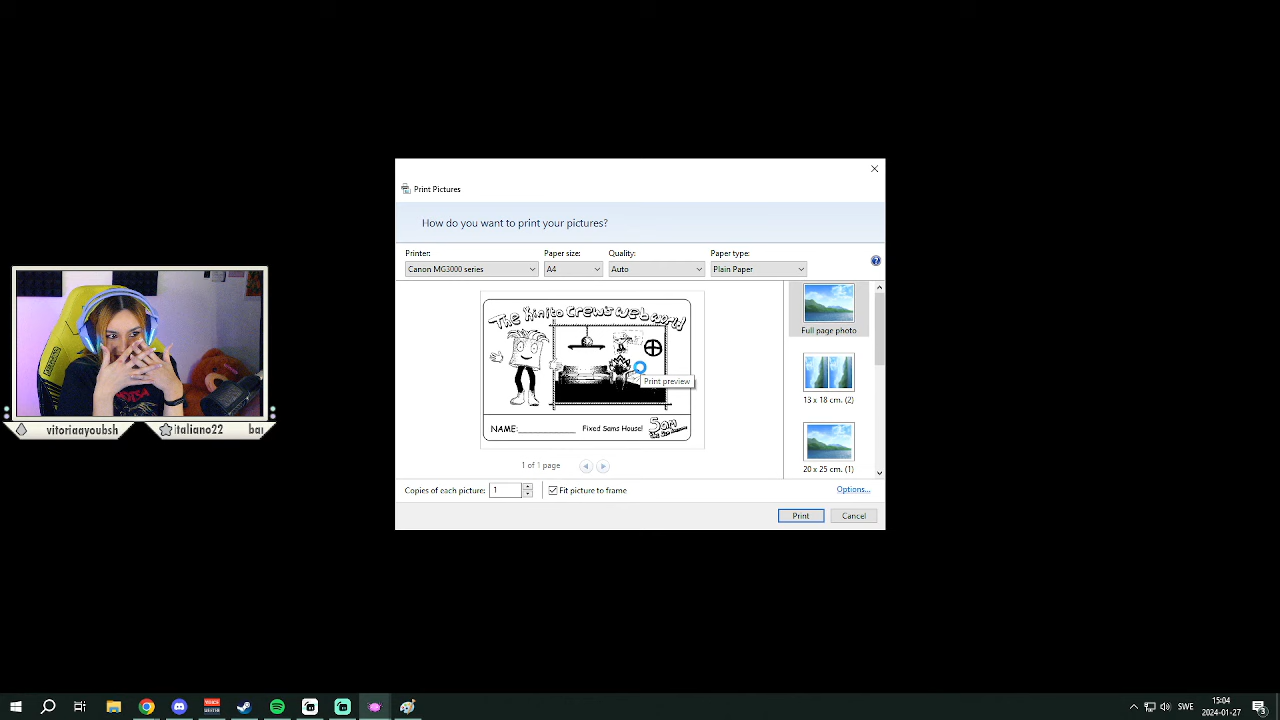 Print Pictures
How do you want to print your pictures?
Printer: Paper size: Quality: Paper type:
Canon MG3000 series A4 Auto Plain Paper
The Kinito Crew's web world
NAME:____________ Fixed Sams House! Sam
Print preview
1 of 1 page
Full page photo
13 x 18 cm. (2)
20 x 25 cm. (1)
Copies of each picture: 1 Fit picture to frame Options...
Print Cancel
vitoriaayoubsh italiano22 bar
SWE
15:04
2024-01-27